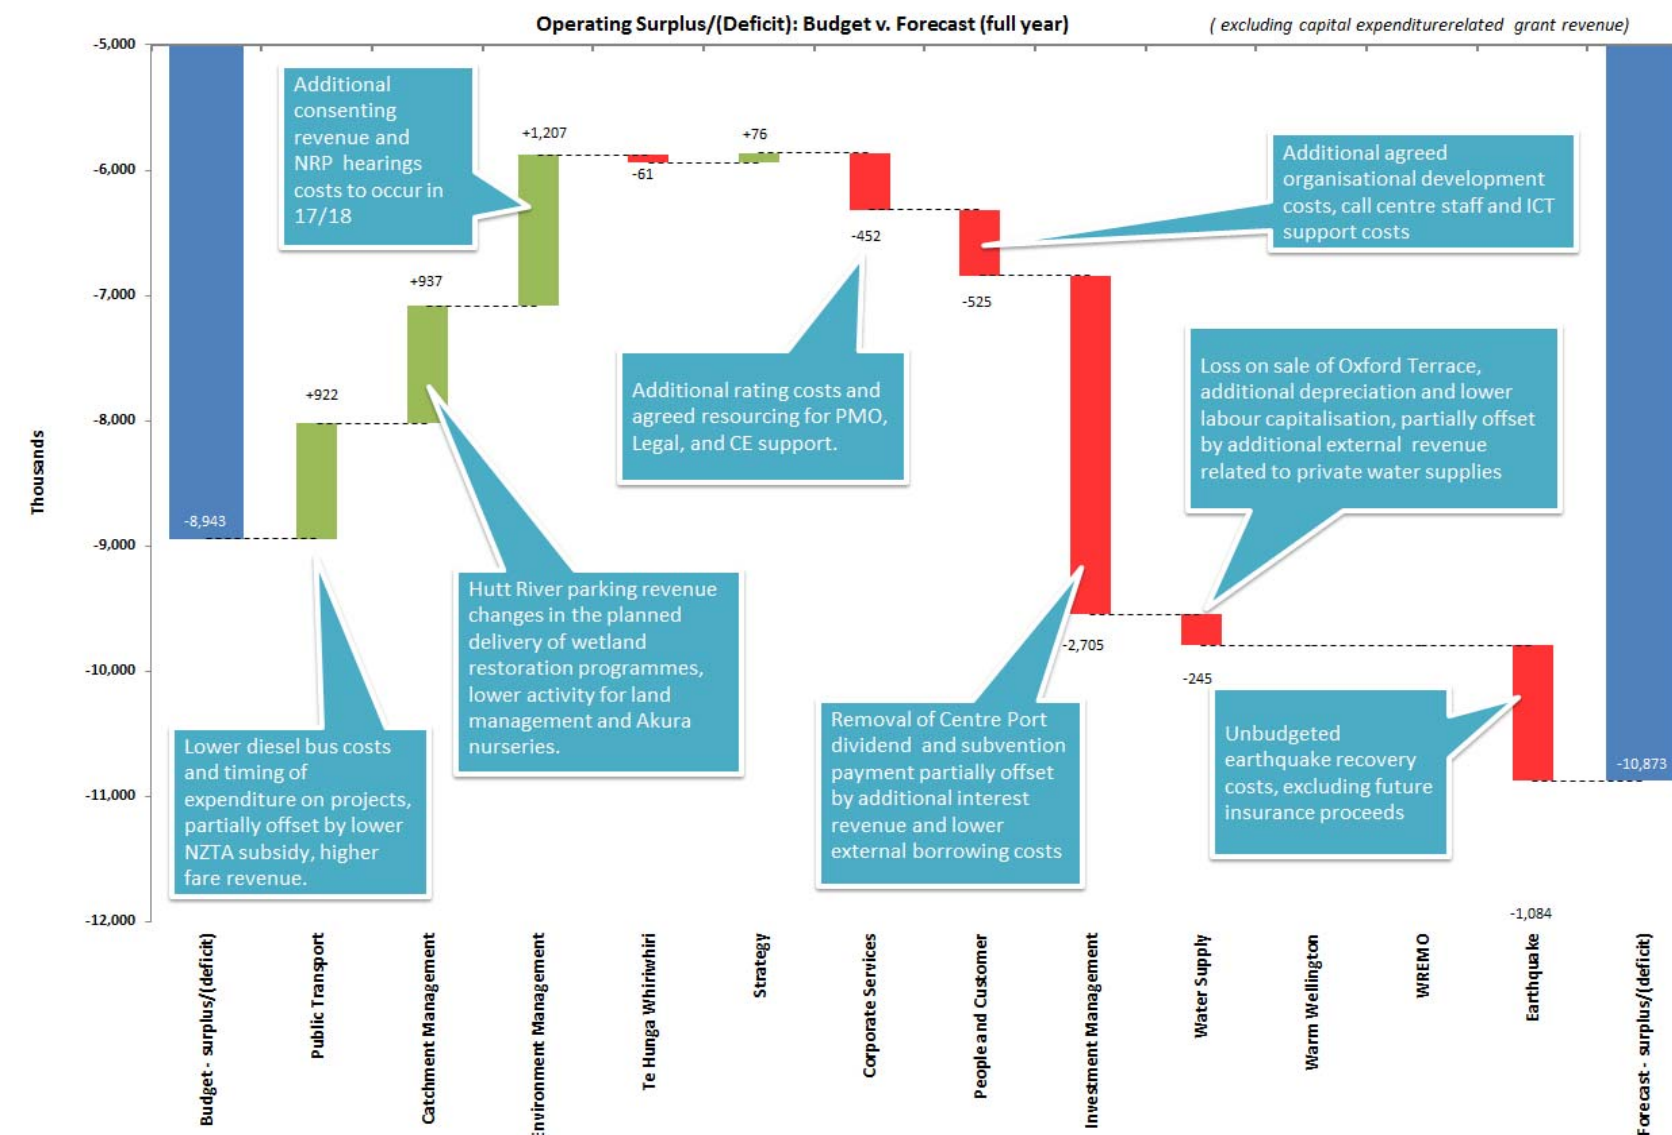 Operating Surplus/(Deficit): Budget v. Forecast (full year)
( excluding capital expenditurerelated grant revenue)
Thousands
-5,000
-6,000
-7,000
-8,000
-9,000
-10,000
-11,000
-12,000
Additional
consenting
revenue and
NRP hearings
costs to occur in
17/18
+1,207
-61
+76
Additional agreed
organisational development
costs, call centre staff and ICT
support costs
-452
+937
-525
+922
Additional rating costs and
agreed resourcing for PMO,
Legal, and CE support.
Loss on sale of Oxford Terrace,
additional depreciation and lower
labour capitalisation, partially offset
by additional external revenue
related to private water supplies
-8,943
Hutt River parking revenue
changes in the planned
delivery of wetland
restoration programmes,
lower activity for land
management and Akura
nurseries.
-2,705
-245
Lower diesel bus costs
and timing of
expenditure on projects,
partially offset by lower
NZTA subsidy, higher
fare revenue.
Removal of Centre Port
dividend and subvention
payment partially offset
by additional interest
revenue and lower
external borrowing costs
Unbudgeted
earthquake recovery
costs, excluding future
insurance proceeds
-10,873
-1,084
Budget - surplus/(deficit)
Public Transport
Catchment Management
Environment Management
Te Hunga Whiriwhiri
Strategy
Corporate Services
People and Customer
Investment Management
Water Supply
Warm Wellington
WREMO
Earthquake
Forecast - surplus/(deficit)